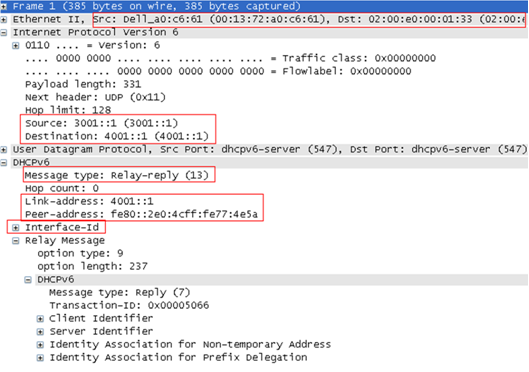 Frame 1 (385 bytes on wire, 385 bytes captured)
Ethernet II, Src: Dell_a0:c6:61 (00:13:72:a0:c6:61), Dst: 02:00:e0:00:01:33 (02:00:
Internet Protocol Version 6
0110 .... = Version: 6
.... 0000 0000 .... .... .... .... .... = Traffic class: 0x00000000
.... .... .... 0000 0000 0000 0000 0000 = Flowlabel: 0x00000000
Payload length: 331
Next header: UDP (0x11)
Hop limit: 128
Source: 3001::1 (3001::1)
Destination: 4001::1 (4001::1)
User Datagram Protocol, Src Port: dhcpv6-server (547), Dst Port: dhcpv6-server (547)
DHCPv6
Message type: Relay-reply (13)
Hop count: 0
Link-address: 4001::1
Peer-address: fe80::2e0:4cff:fe77:4e5a
Interface-Id
Relay Message
option type: 9
option length: 237
DHCPv6
Message type: Reply (7)
Transaction-ID: 0x00005066
Client Identifier
Server Identifier
Identity Association for Non-temporary Address
Identity Association for Prefix Delegation